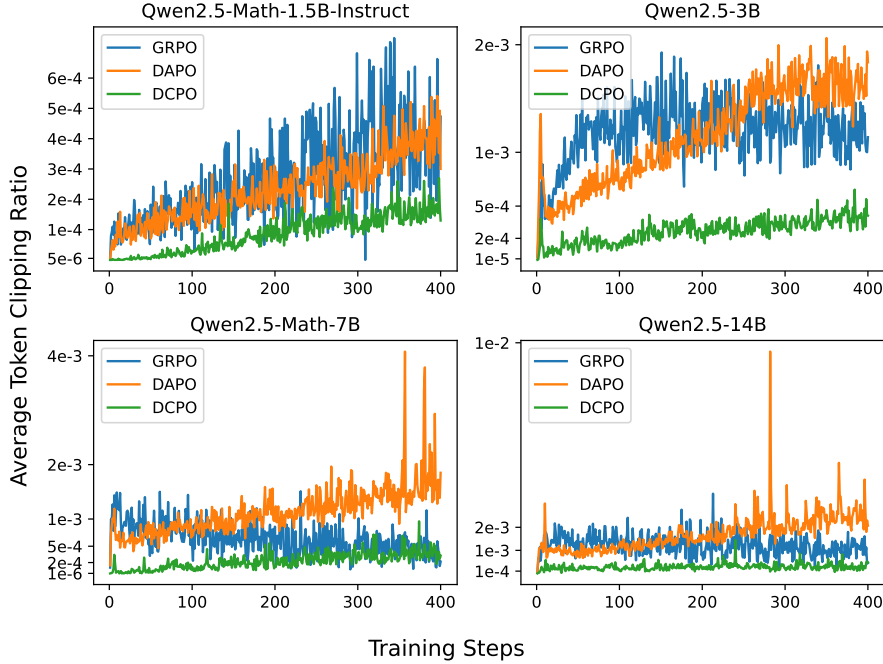 Qwen2.5-Math-1.5B-Instruct
GRPO
DAPO
DCPO
6e-4
5e-4
4e-4
3e-4
2e-4
1e-4
5e-6
0
100
200
300
400
Qwen2.5-3B
GRPO
DAPO
DCPO
2e-3
1e-3
5e-4
2e-4
1e-5
0
100
200
300
400
Qwen2.5-Math-7B
GRPO
DAPO
DCPO
4e-3
2e-3
1e-3
5e-4
2e-4
1e-6
0
100
200
300
400
Qwen2.5-14B
GRPO
DAPO
DCPO
1e-2
2e-3
1e-3
1e-4
0
100
200
300
400
Average Token Clipping Ratio
Training Steps